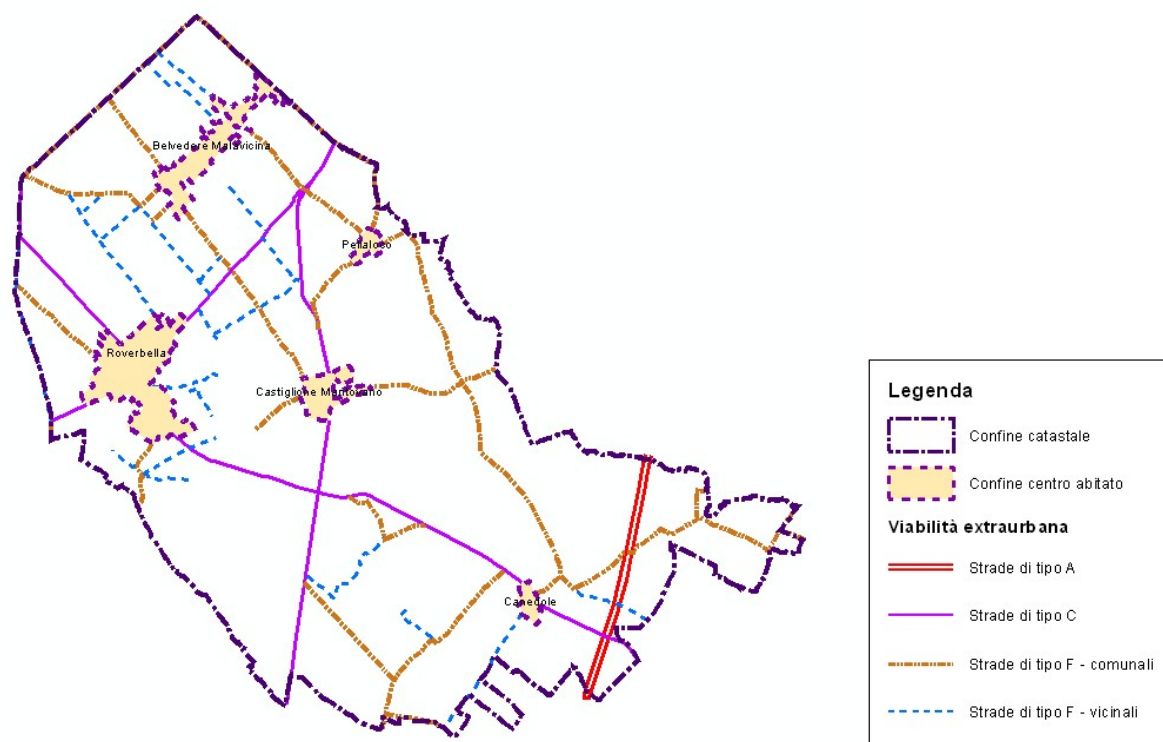 Belvedere Malavicina
Pellaloco
Roverbella
Castiglione Mantovano
Canedole
Legenda
Confine catastale
Confine centro abitato
Viabilità extraurbana
Strade di tipo A
Strade di tipo C
Strade di tipo F - comunali
Strade di tipo F - vicinali